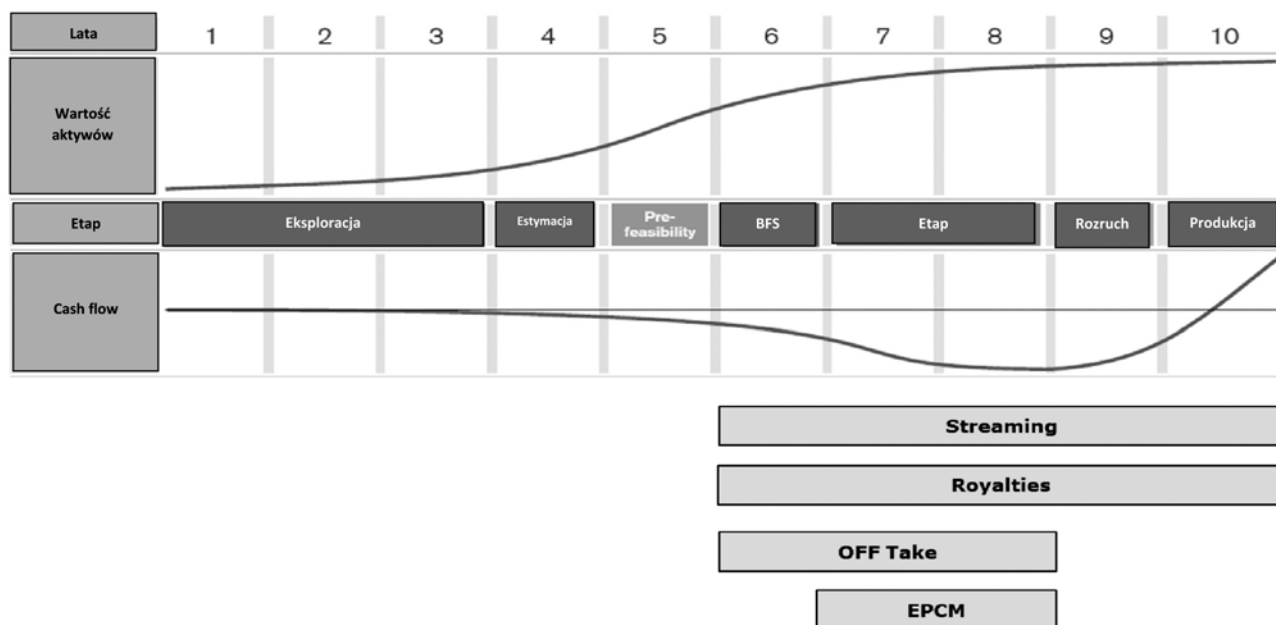 Lata 1 2 3 4 5 6 7 8 9 10
Wartość
aktywów
Etap Eksploracja Estymacja Pre-
feasibility BFS Etap Rozruch Produkcja
Cash flow
Streaming
Royalties
OFF Take
EPCM